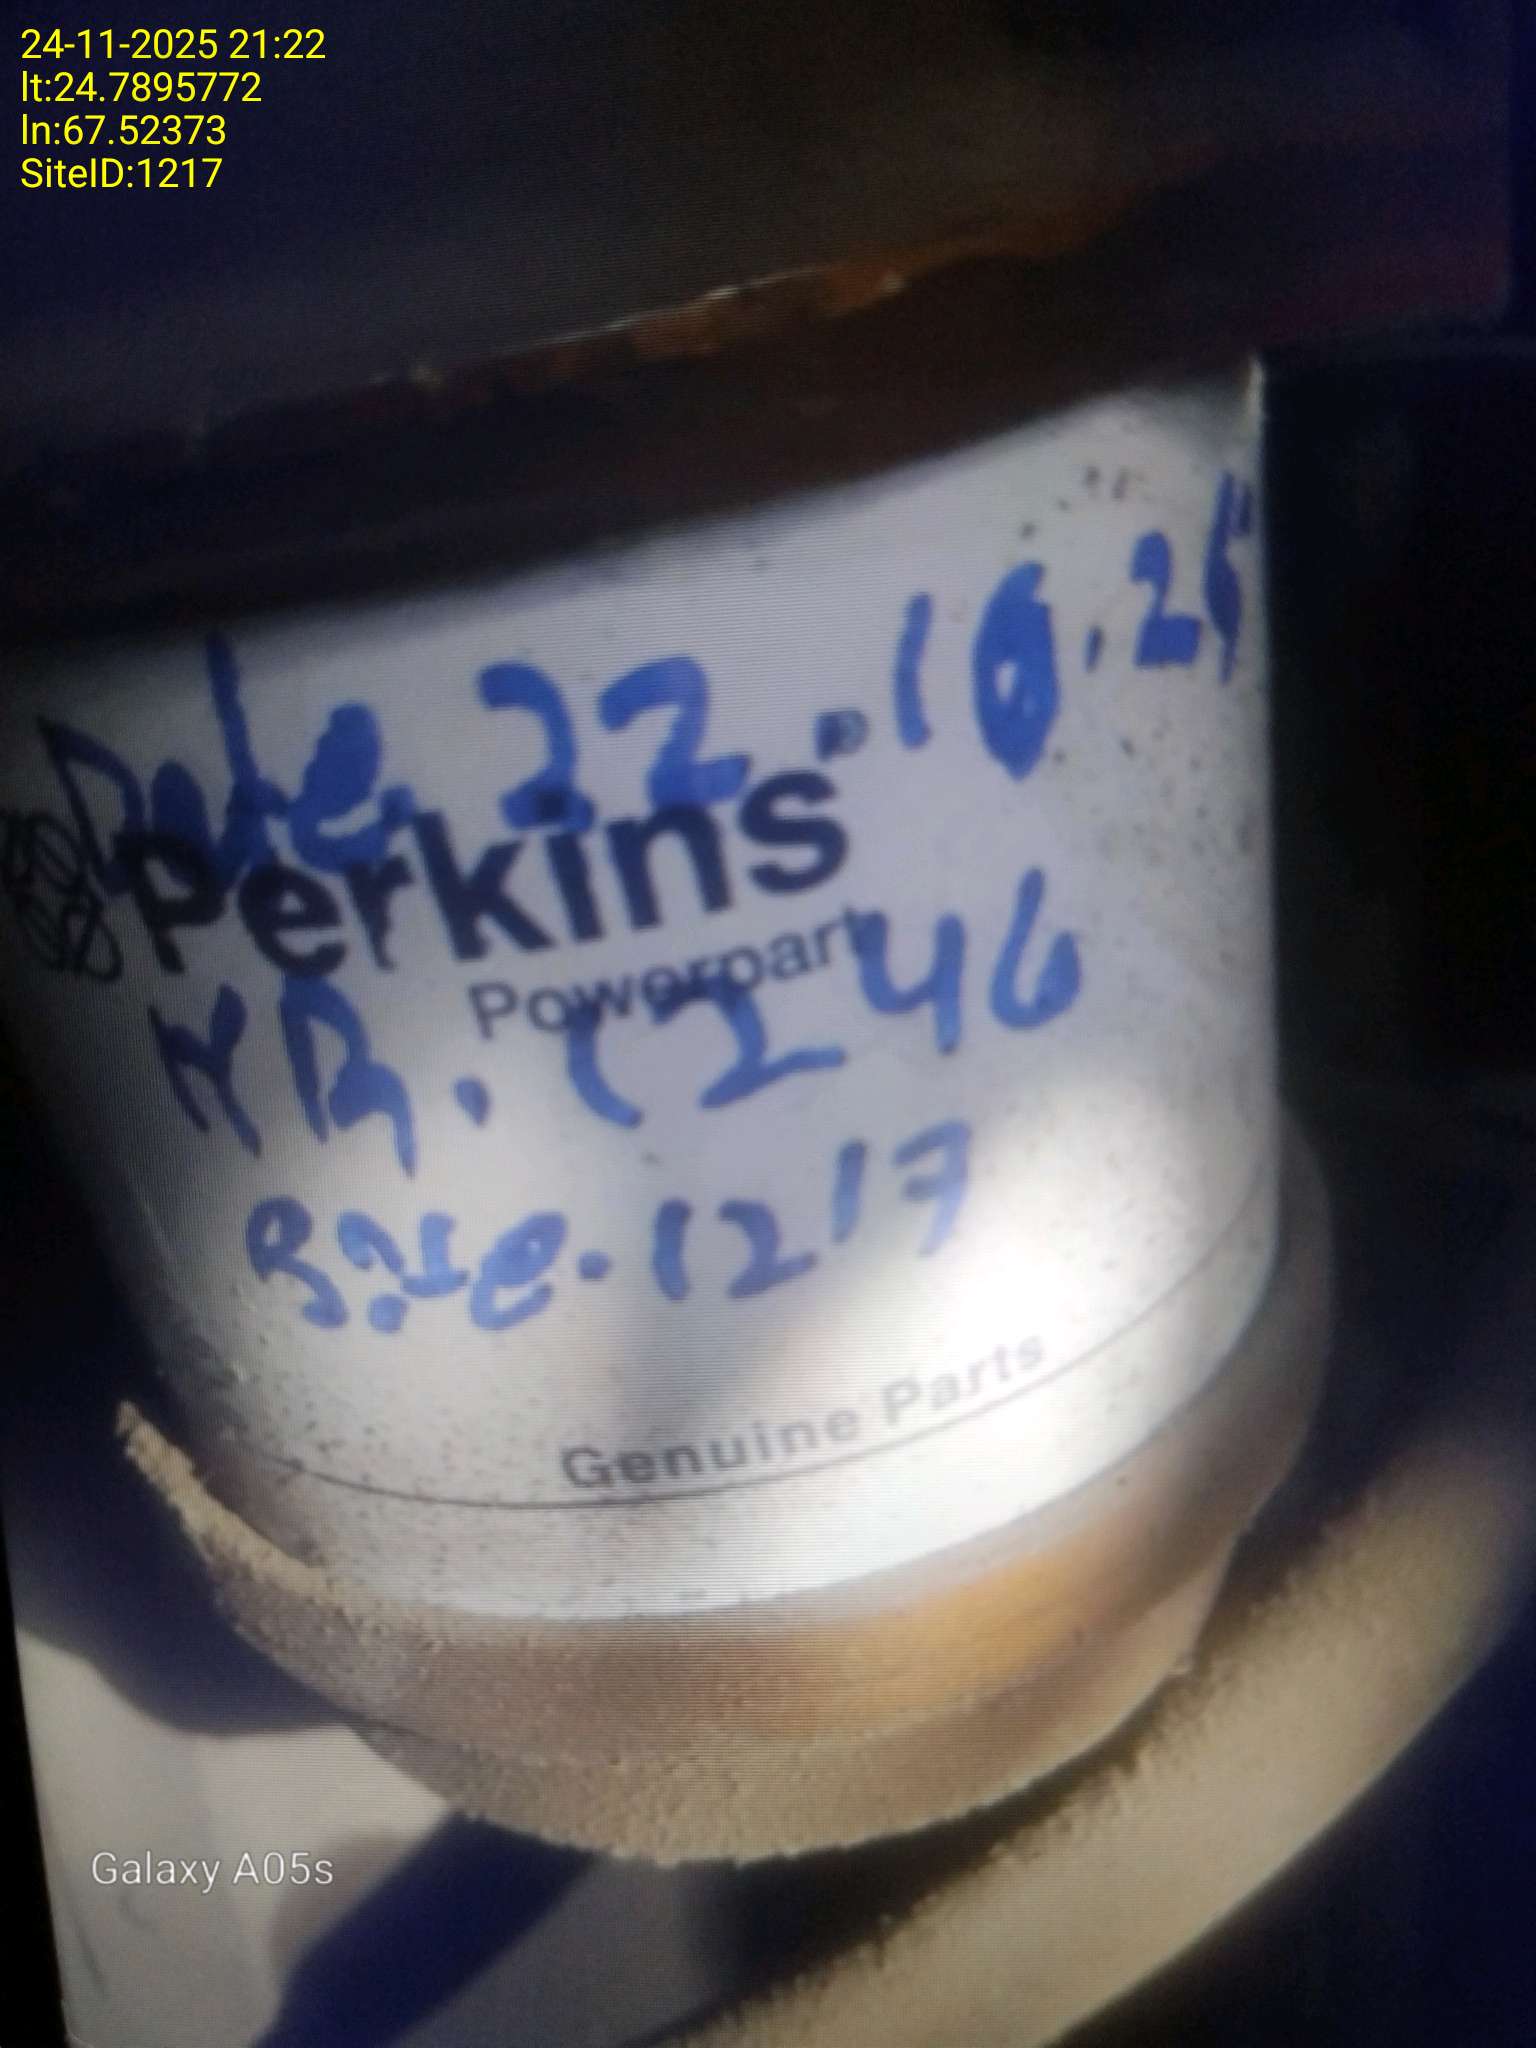 24-11-2025 21:22
lt:24.7895772
ln:67.52373
SiteID:1217
Date. 22.10.25
Perkins
Powerpart
HR. 1246
Site. 1217
Genuine Parts
Galaxy A05s